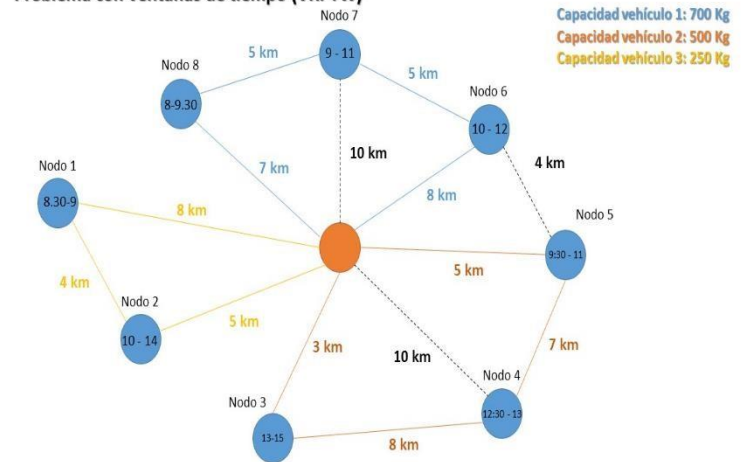 Problema con ventanas de tiempo (VRPTW)
Capacidad vehículo 1: 700 Kg
Capacidad vehículo 2: 500 Kg
Capacidad vehículo 3: 250 Kg
Nodo 7
9 - 11
5 km
5 km
Nodo 8
8-9.30
Nodo 6
10 - 12
10 km
4 km
7 km
8 km
Nodo 1
8.30-9
8 km
Nodo 5
9:30 - 11
5 km
4 km
Nodo 2
10 - 14
5 km
3 km
10 km
7 km
Nodo 4
12:30 - 13
Nodo 3
13-15
8 km